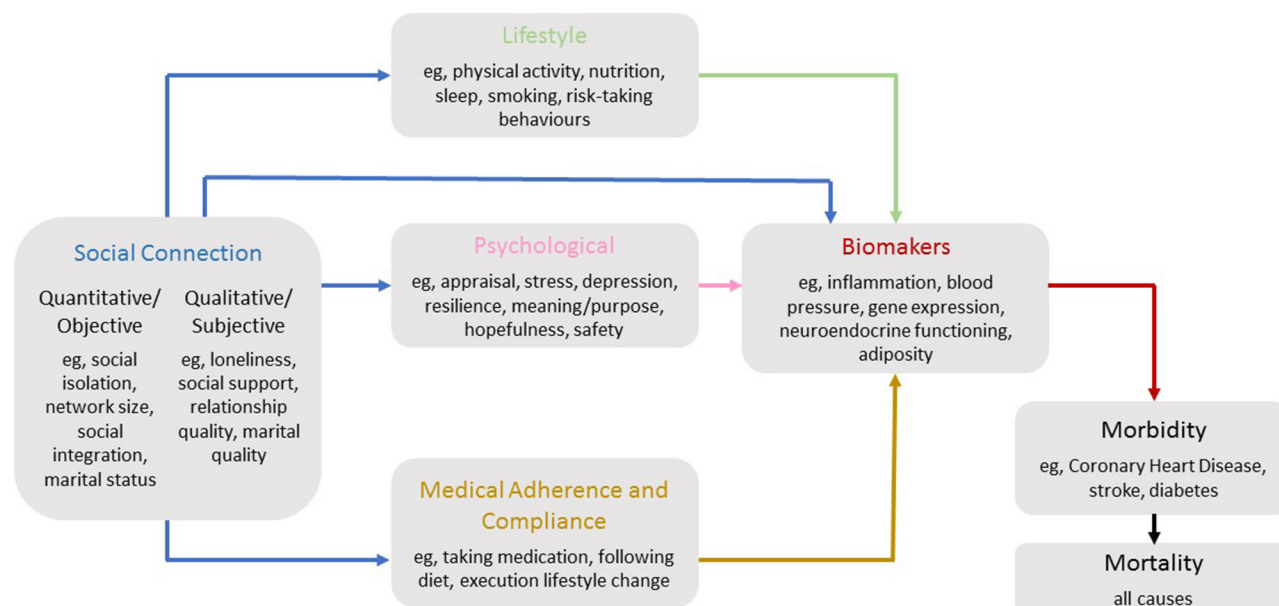 Lifestyle
eg, physical activity, nutrition,
sleep, smoking, risk-taking
behaviours
Social Connection
Quantitative/
Objective
eg, social
isolation,
network size,
social
integration,
marital status
Qualitative/
Subjective
eg, loneliness,
social support,
relationship
quality, marital
quality
Psychological
eg, appraisal, stress, depression,
resilience, meaning/purpose,
hopefulness, safety
Biomakers
eg, inflammation, blood
pressure, gene expression,
neuroendocrine functioning,
adiposity
Medical Adherence and
Compliance
eg, taking medication, following
diet, execution lifestyle change
Morbidity
eg, Coronary Heart Disease,
stroke, diabetes
Mortality
all causes